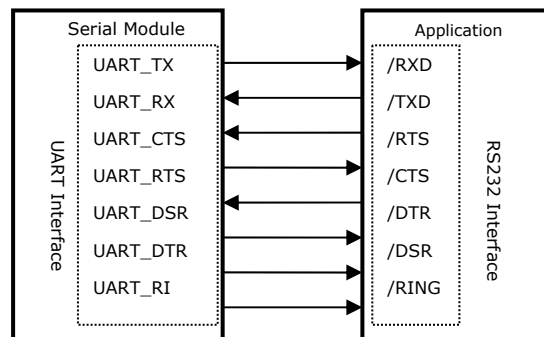 Serial Module
Application
UART Interface
UART_TX
UART_RX
UART_CTS
UART_RTS
UART_DSR
UART_DTR
UART_RI
/RXD
/TXD
/RTS
/CTS
/DTR
/DSR
/RING
RS232 Interface